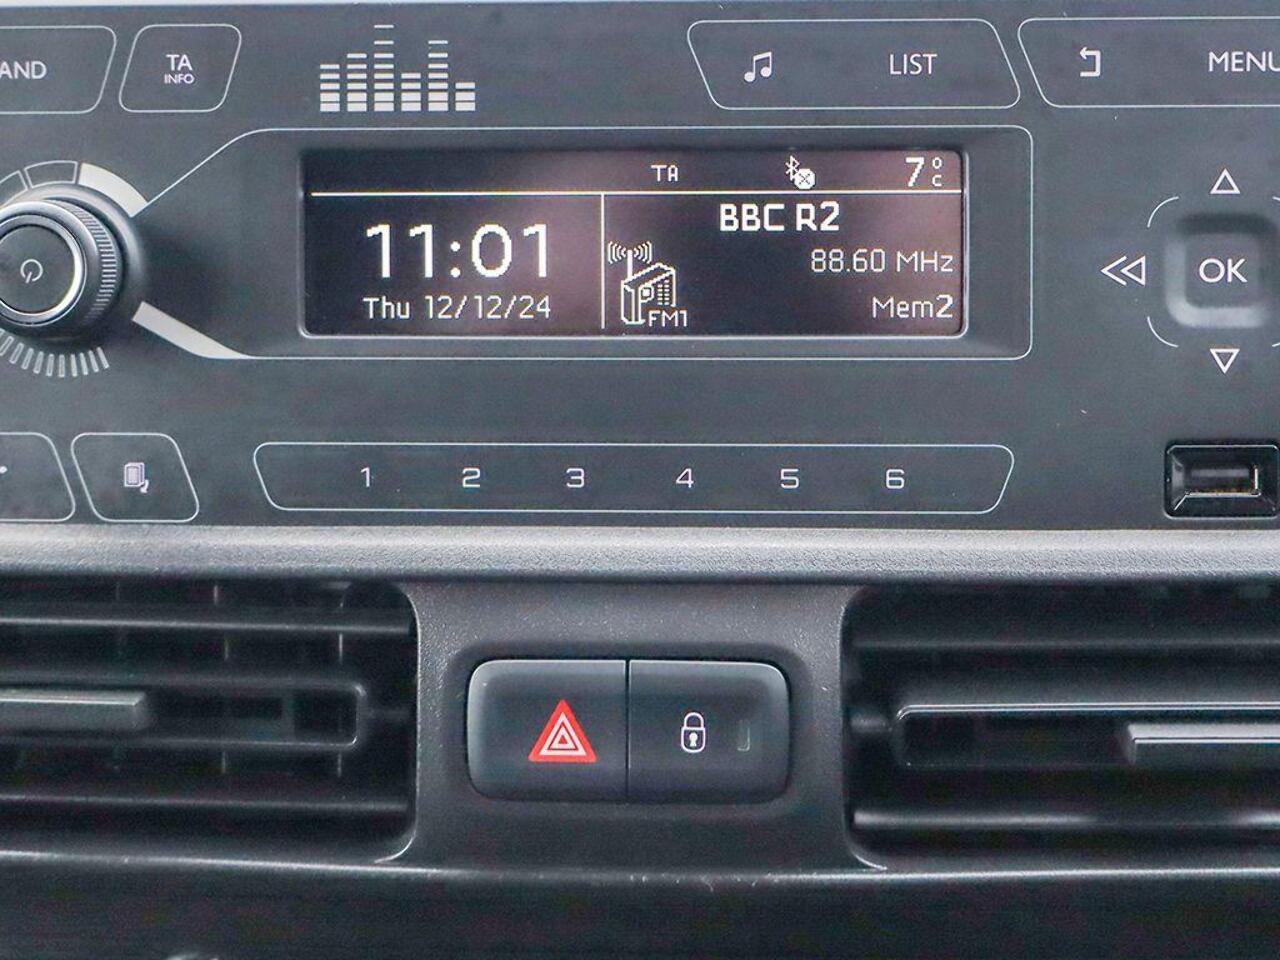 AND
TA
INFO
LIST
MENU
TA
7°C
11:01
Thu 12/12/24
BBC R2
88.60 MHz
FM1
Mem2
OK
1 2 3 4 5 6